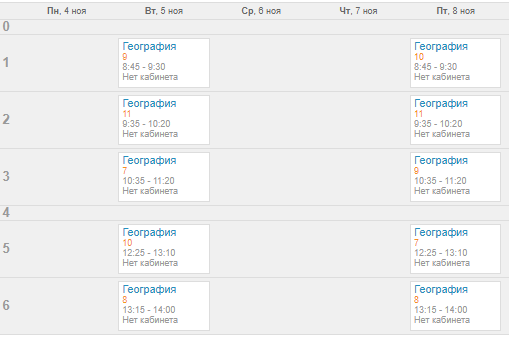 Пн, 4 ноя Вт, 5 ноя Ср, 6 ноя Чт, 7 ноя Пт, 8 ноя
0
1
География География
9 10
8:45 - 9:30 8:45 - 9:30
Нет кабинета Нет кабинета
2
География География
11 11
9:35 - 10:20 9:35 - 10:20
Нет кабинета Нет кабинета
3
География География
7 9
10:35 - 11:20 10:35 - 11:20
Нет кабинета Нет кабинета
4
5
География География
10 7
12:25 - 13:10 12:25 - 13:10
Нет кабинета Нет кабинета
6
География География
8 8
13:15 - 14:00 13:15 - 14:00
Нет кабинета Нет кабинета